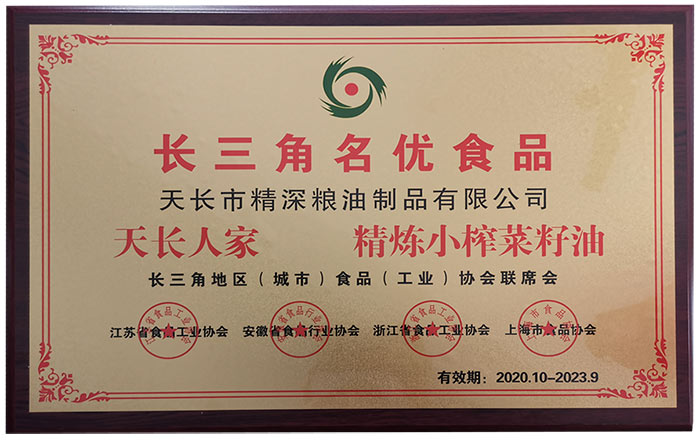 长三角名优食品
天长市精深粮油制品有限公司
天长人家 精炼小榨菜籽油
长三角地区（城市）食品（工业）协会联席会
江苏省食品工业协会 安徽省食品行业协会 浙江省食品工业协会 上海市食品协会
有效期：2020.10-2023.9